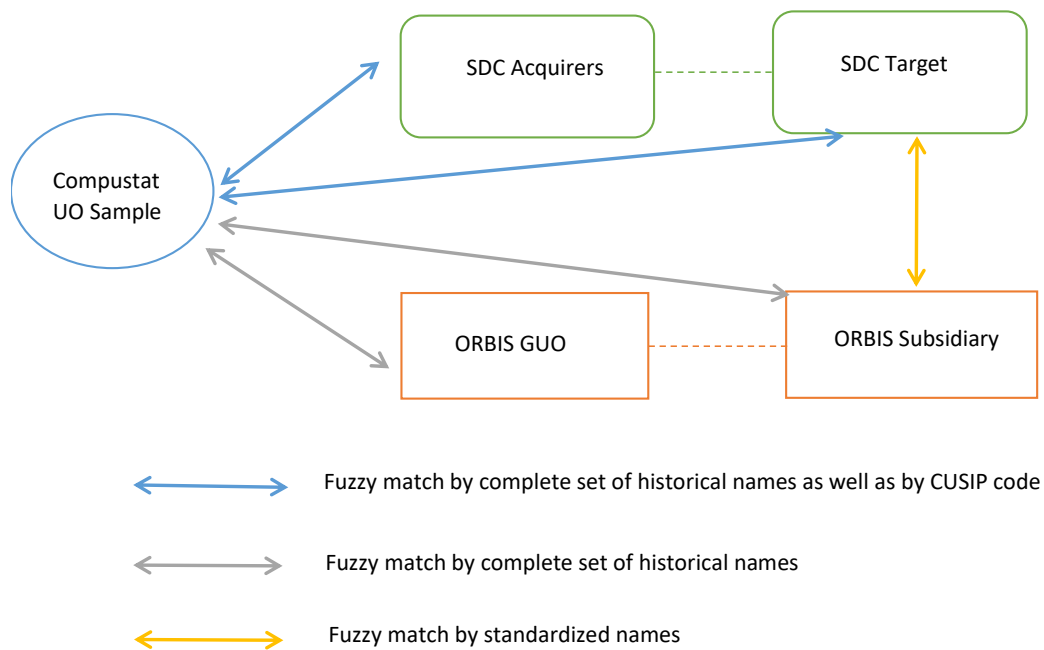 SDC Acquirers
SDC Target
Compustat
UO Sample
ORBIS GUO
ORBIS Subsidiary
Fuzzy match by complete set of historical names as well as by CUSIP code
Fuzzy match by complete set of historical names
Fuzzy match by standardized names